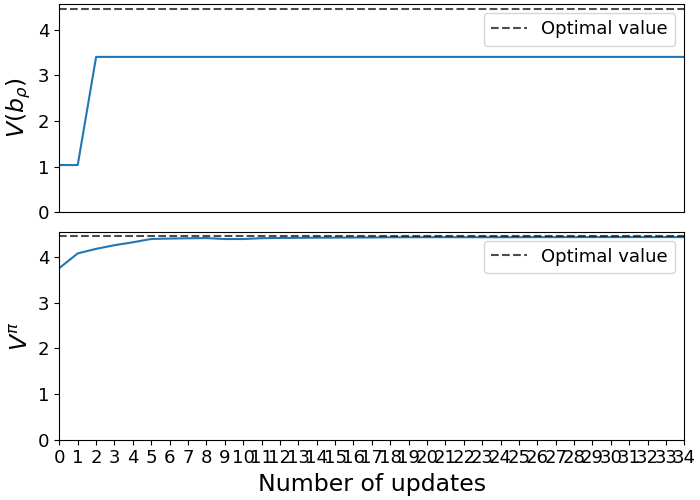 V(b_ρ)
4
3
2
1
0
Optimal value
V^π
4
3
2
1
0
Optimal value
0 1 2 3 4 5 6 7 8 9 10 11 12 13 14 15 16 17 18 19 20 21 22 23 24 25 26 27 28 29 30 31 32 33 34
Number of updates